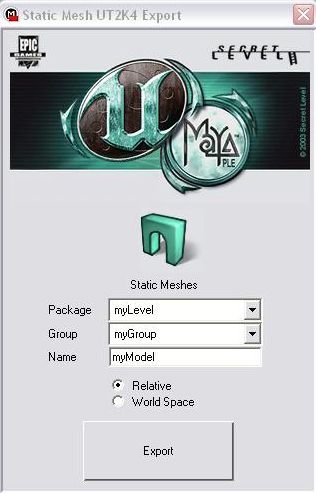 Static Mesh UT2K4 Export
EPIC
GAMES
SECRET
LEVEL
MAYA
PLE
© 2003 Secret Level
Static Meshes
Package myLevel
Group myGroup
Name myModel
Relative
World Space
Export